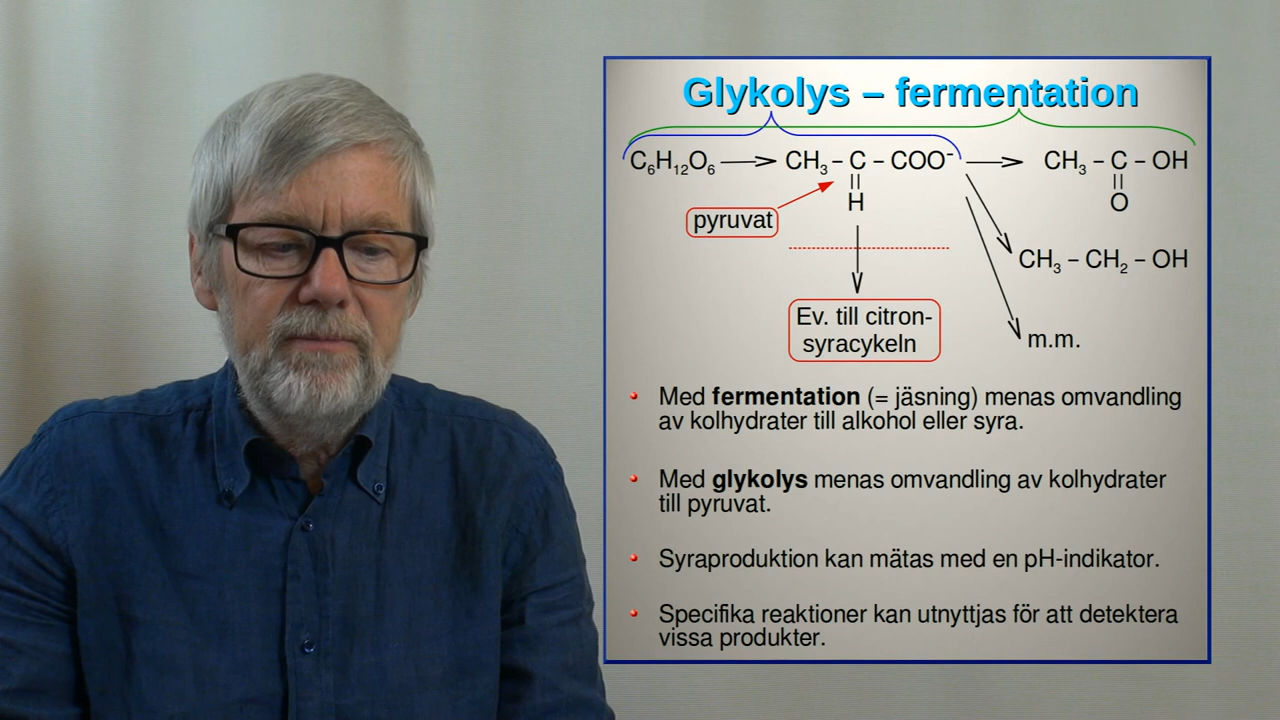 Glykolys – fermentation
C₆H₁₂O₆ → CH₃ – C – COO⁻ → CH₃ – C – OH
H
O
pyruvat
CH₃ – CH₂ – OH
Ev. till citron-
syracykeln
m.m.
Med fermentation (= jäsning) menas omvandling
av kolhydrater till alkohol eller syra.
Med glykolys menas omvandling av kolhydrater
till pyruvat.
Syraproduktion kan mätas med en pH-indikator.
Specifika reaktioner kan utnyttjas för att detektera
vissa produkter.